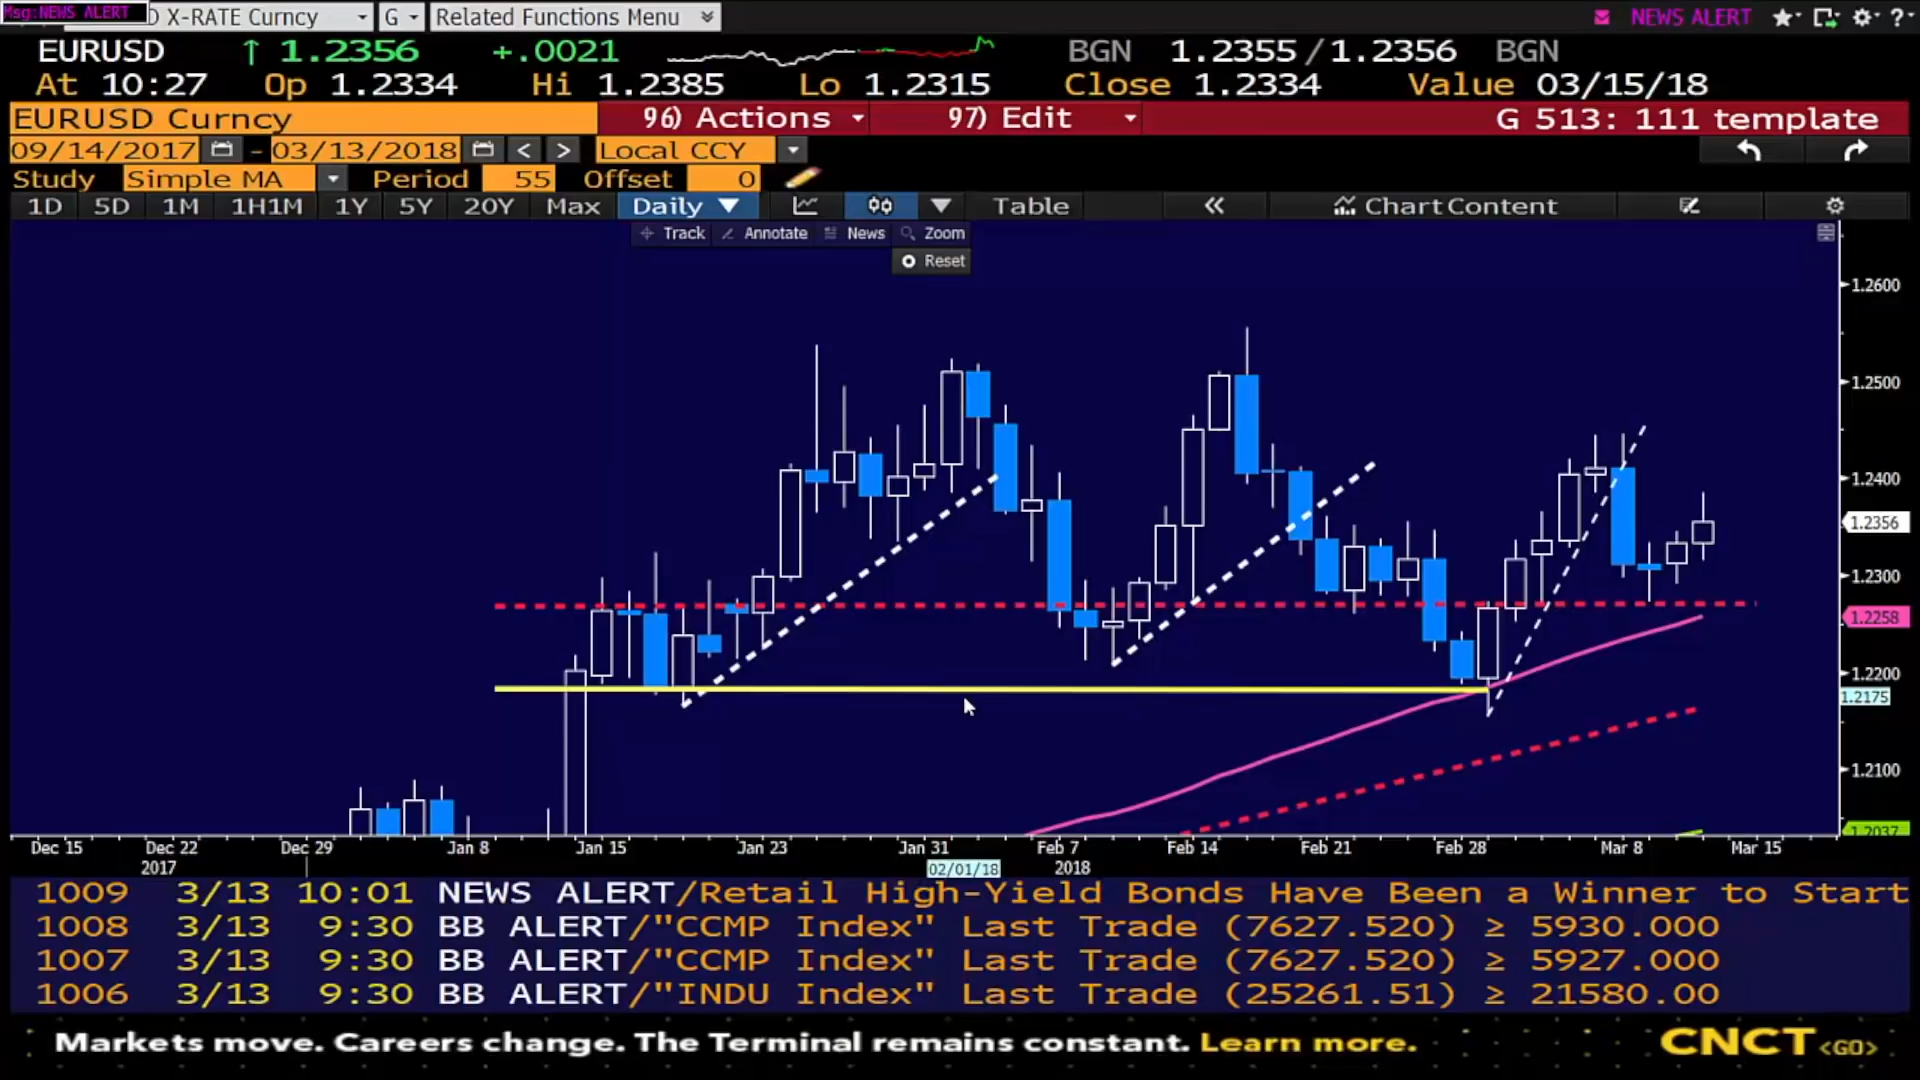 Msg:NEWS ALERT D X-RATE Curncy G Related Functions Menu NEWS ALERT ?
EURUSD ↑ 1.2356 +.0021 BGN 1.2355 / 1.2356 BGN
At 10:27 Op 1.2334 Hi 1.2385 Lo 1.2315 Close 1.2334 Value 03/15/18
EURUSD Curncy 96) Actions 97) Edit G 513: 111 template
09/14/2017 - 03/13/2018 < > Local CCY
Study Simple MA Period 55 Offset 0
1D 5D 1M 1H1M 1Y 5Y 20Y Max Daily ▼ Table « Chart Content
Track Annotate News Zoom
Reset
1.2600
1.2500
1.2400
1.2356
1.2300
1.2258
1.2200
1.2175
1.2100
1.2037
Dec 15 Dec 22 Dec 29 Jan 8 Jan 15 Jan 23 Jan 31 Feb 7 Feb 14 Feb 21 Feb 28 Mar 8 Mar 15
2017 02/01/18 2018
1009 3/13 10:01 NEWS ALERT/Retail High-Yield Bonds Have Been a Winner to Start
1008 3/13 9:30 BB ALERT/"CCMP Index" Last Trade (7627.520) ≥ 5930.000
1007 3/13 9:30 BB ALERT/"CCMP Index" Last Trade (7627.520) ≥ 5927.000
1006 3/13 9:30 BB ALERT/"INDU Index" Last Trade (25261.51) ≥ 21580.00
Markets move. Careers change. The Terminal remains constant. Learn more. CNCT <GO>